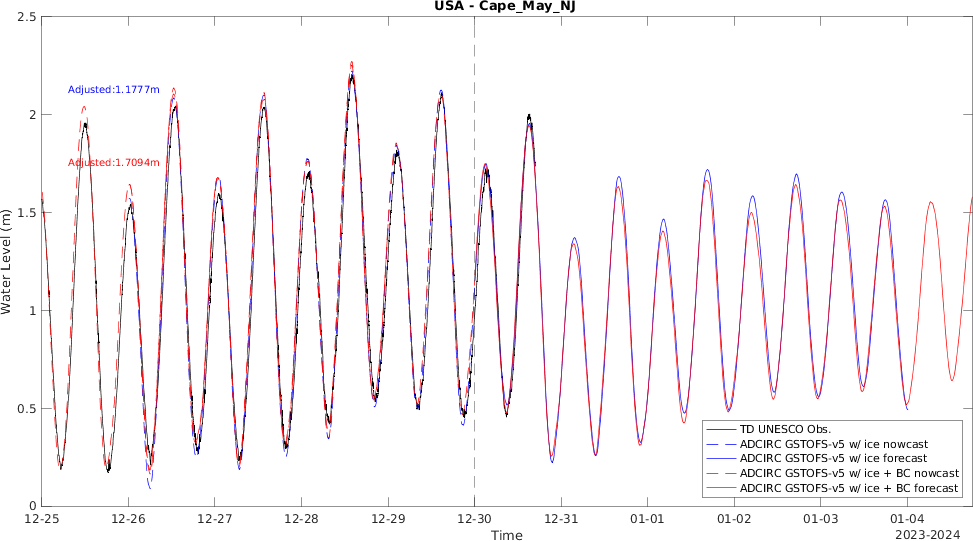 USA - Cape_May_NJ
2.5
2
1.5
1
0.5
0
Water Level (m)
Adjusted:1.1777m
Adjusted:1.7094m
TD UNESCO Obs.
ADCIRC GSTOFS-v5 w/ ice nowcast
ADCIRC GSTOFS-v5 w/ ice forecast
ADCIRC GSTOFS-v5 w/ ice + BC nowcast
ADCIRC GSTOFS-v5 w/ ice + BC forecast
12-25 12-26 12-27 12-28 12-29 12-30 12-31 01-01 01-02 01-03 01-04
Time
2023-2024